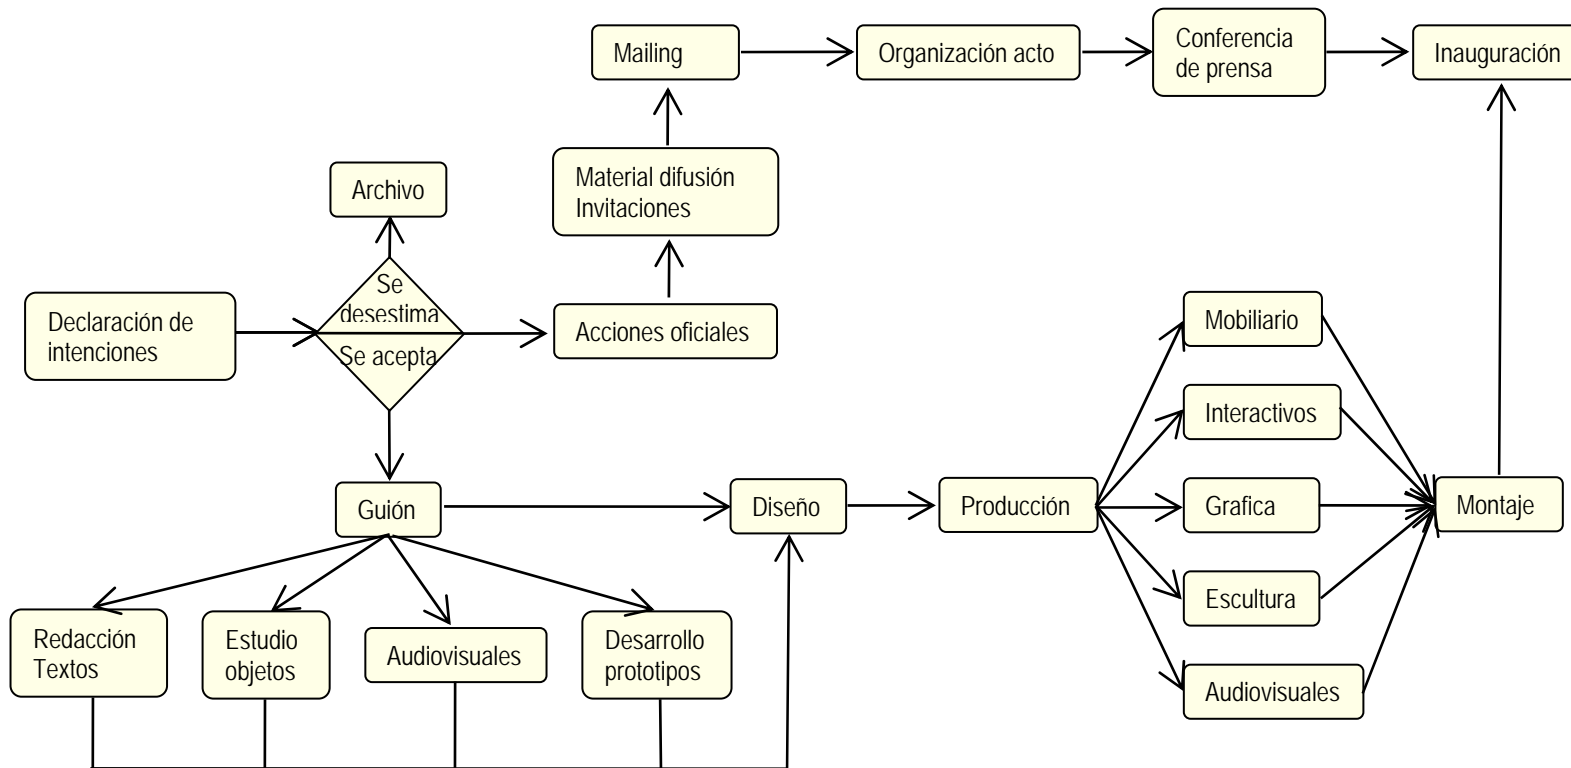 Mailing
Organización acto
Conferencia
de prensa
Inauguración
Archivo
Material difusión
Invitaciones
Se
desestima
Se acepta
Declaración de
intenciones
Acciones oficiales
Mobiliario
Interactivos
Guión
Diseño
Producción
Grafica
Montaje
Escultura
Redacción
Textos
Estudio
objetos
Audiovisuales
Desarrollo
prototipos
Audiovisuales